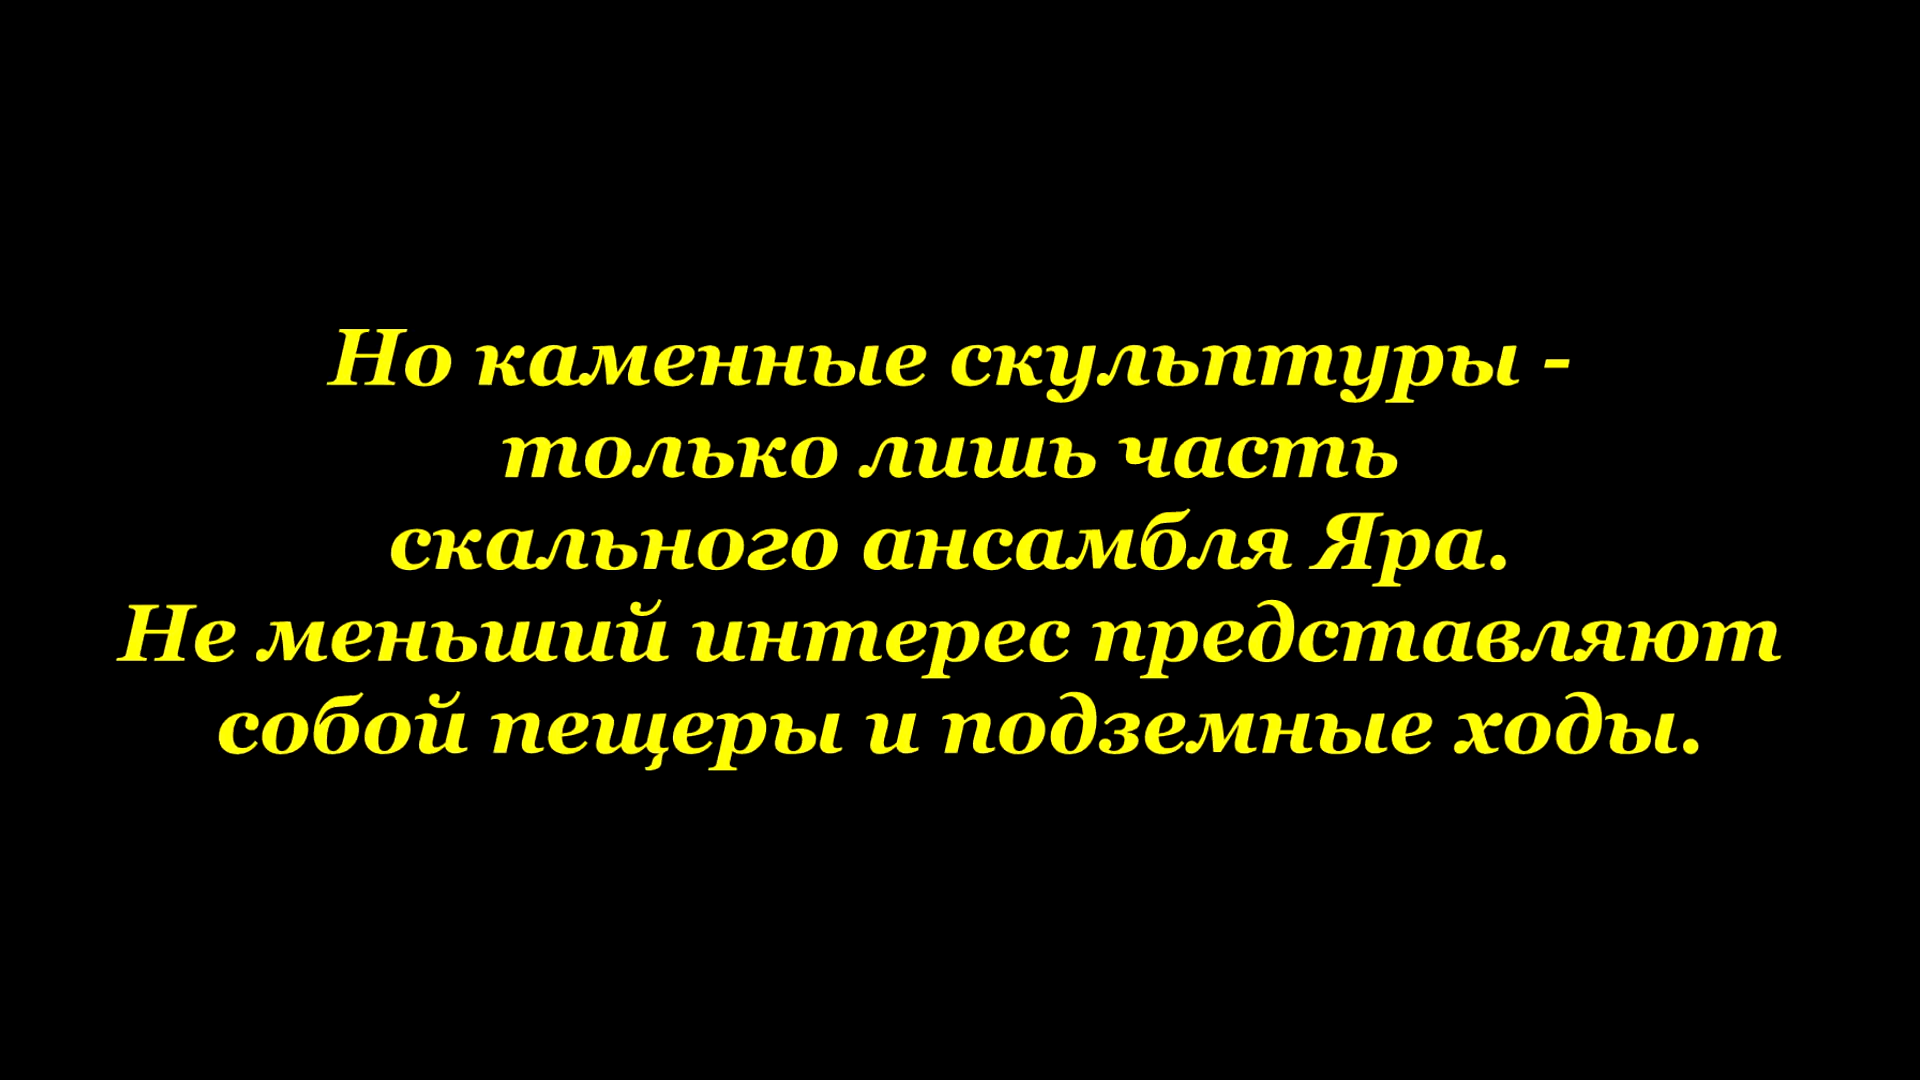 Но каменные скульптуры -
только лишь часть
скального ансамбля Яра.
Не меньший интерес представляют
собой пещеры и подземные ходы.